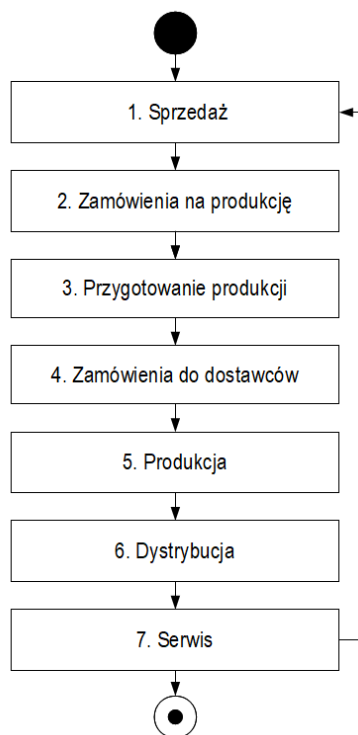 1. Sprzedaż
2. Zamówienia na produkcję
3. Przygotowanie produkcji
4. Zamówienia do dostawców
5. Produkcja
6. Dystrybucja
7. Serwis